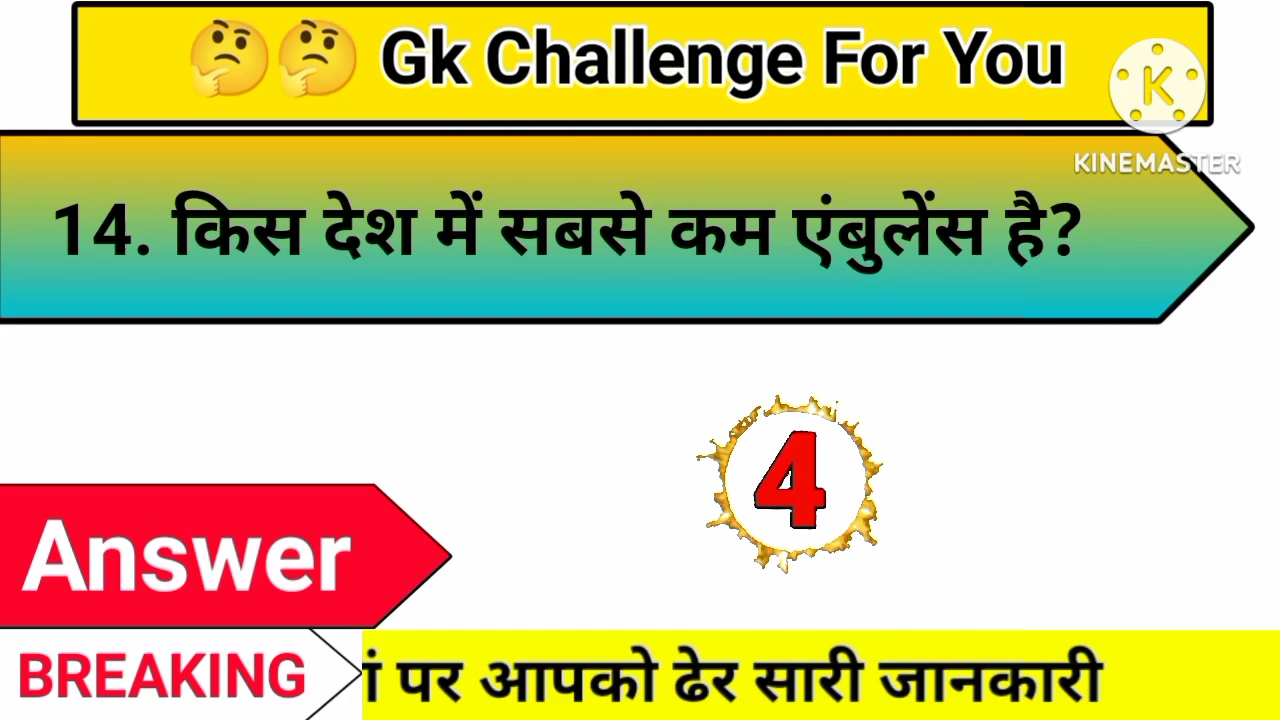 🤔🤔 Gk Challenge For You
K
KINEMASTER
14. किस देश में सबसे कम एंबुलेंस है?
4
Answer
BREAKING
पर आपको ढेर सारी जानकारी